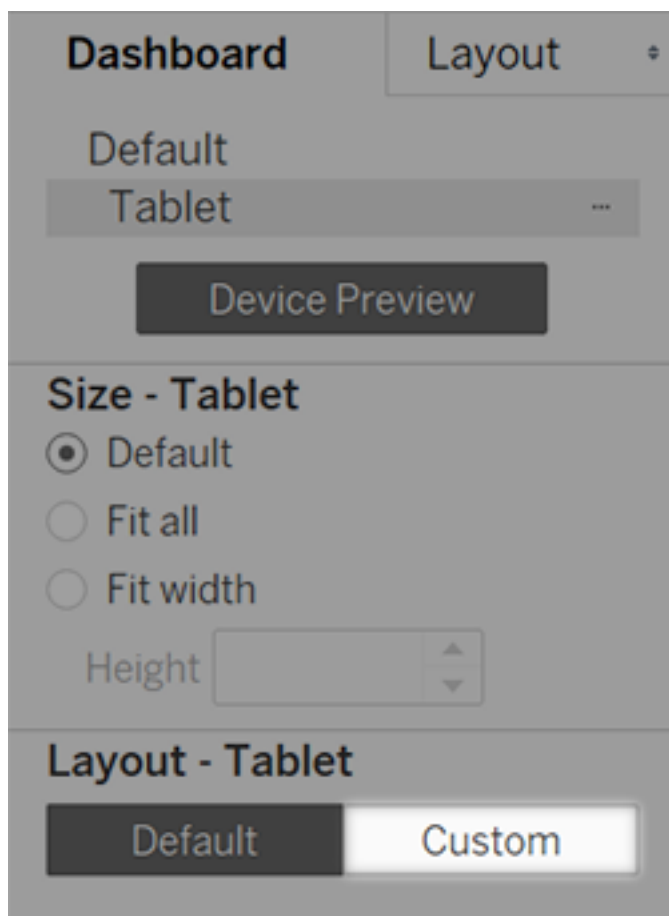 Dashboard Layout
Default
Tablet
Device Preview
Size - Tablet
Default
Fit all
Fit width
Height
Layout - Tablet
Default Custom